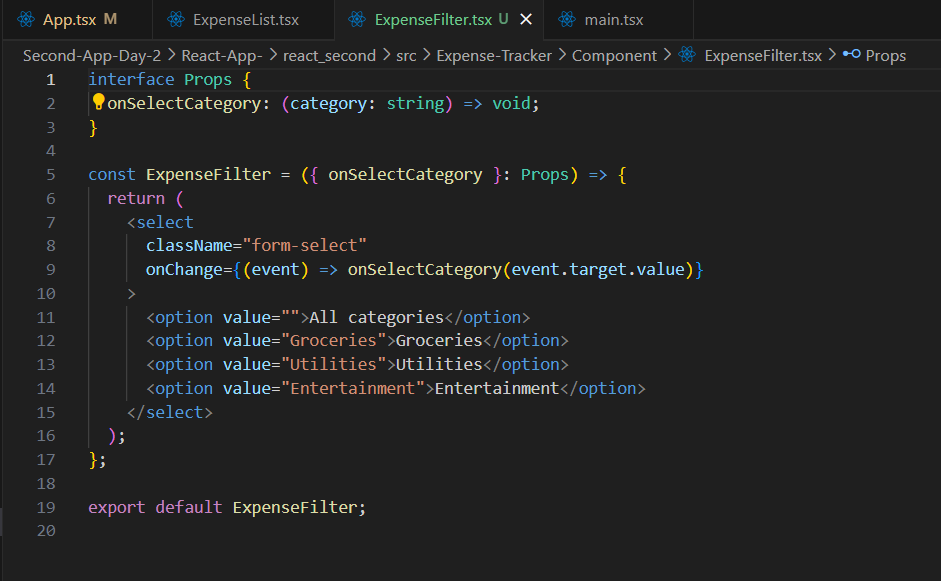 App.tsx M ExpenseList.tsx ExpenseFilter.tsx U main.tsx
Second-App-Day-2 > React-App- > react_second > src > Expense-Tracker > Component > ExpenseFilter.tsx > Props
1 interface Props {
2 onSelectCategory: (category: string) => void;
3 }
4
5 const ExpenseFilter = ({ onSelectCategory }: Props) => {
6 return (
7 <select
8 className="form-select"
9 onChange={(event) => onSelectCategory(event.target.value)}
10 >
11 <option value="">All categories</option>
12 <option value="Groceries">Groceries</option>
13 <option value="Utilities">Utilities</option>
14 <option value="Entertainment">Entertainment</option>
15 </select>
16 );
17 };
18
19 export default ExpenseFilter;
20